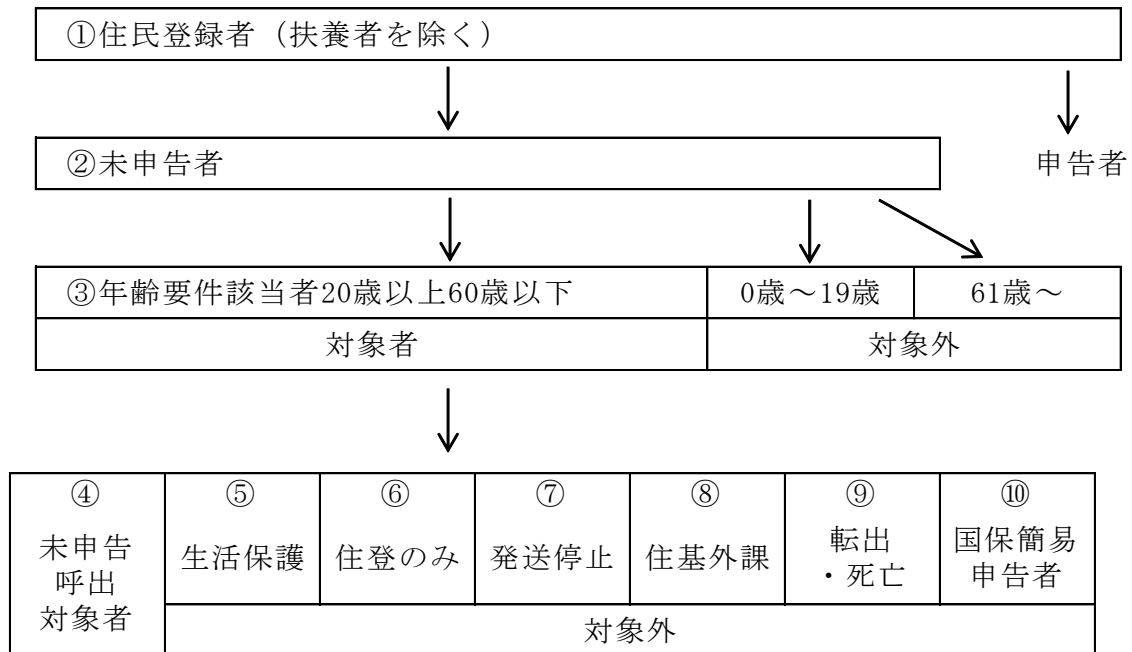 ①住民登録者（扶養者を除く）
②未申告者
申告者
③年齢要件該当者20歳以上60歳以下
0歳～19歳
61歳～
対象者
対象外
④
未申告
呼出
対象者
⑤
生活保護
⑥
住登のみ
⑦
発送停止
⑧
住基外課
⑨
転出
・死亡
⑩
国保簡易
申告者
対象外